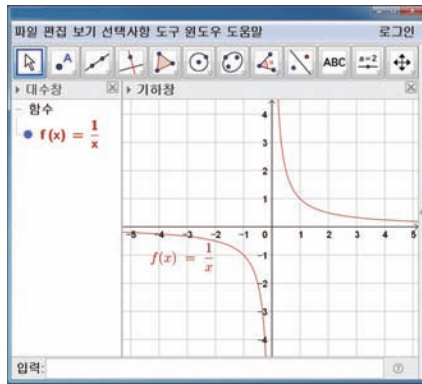 파일 편집 보기 선택사항 도구 윈도우 도움말 로그인
A ABC a=2
대수창 기하창
함수
f(x) = 1/x
4
3
2
1
-5 -4 -3 -2 -1 0 1 2 3 4 5
f(x) = 1/x
-1
-2
-3
-4
입력: